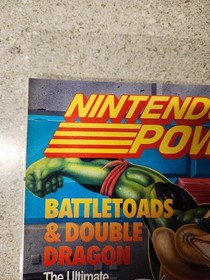 NINTENDO
POW
BATTLETOADS
& DOUBLE
DRAGON
The Ultimate